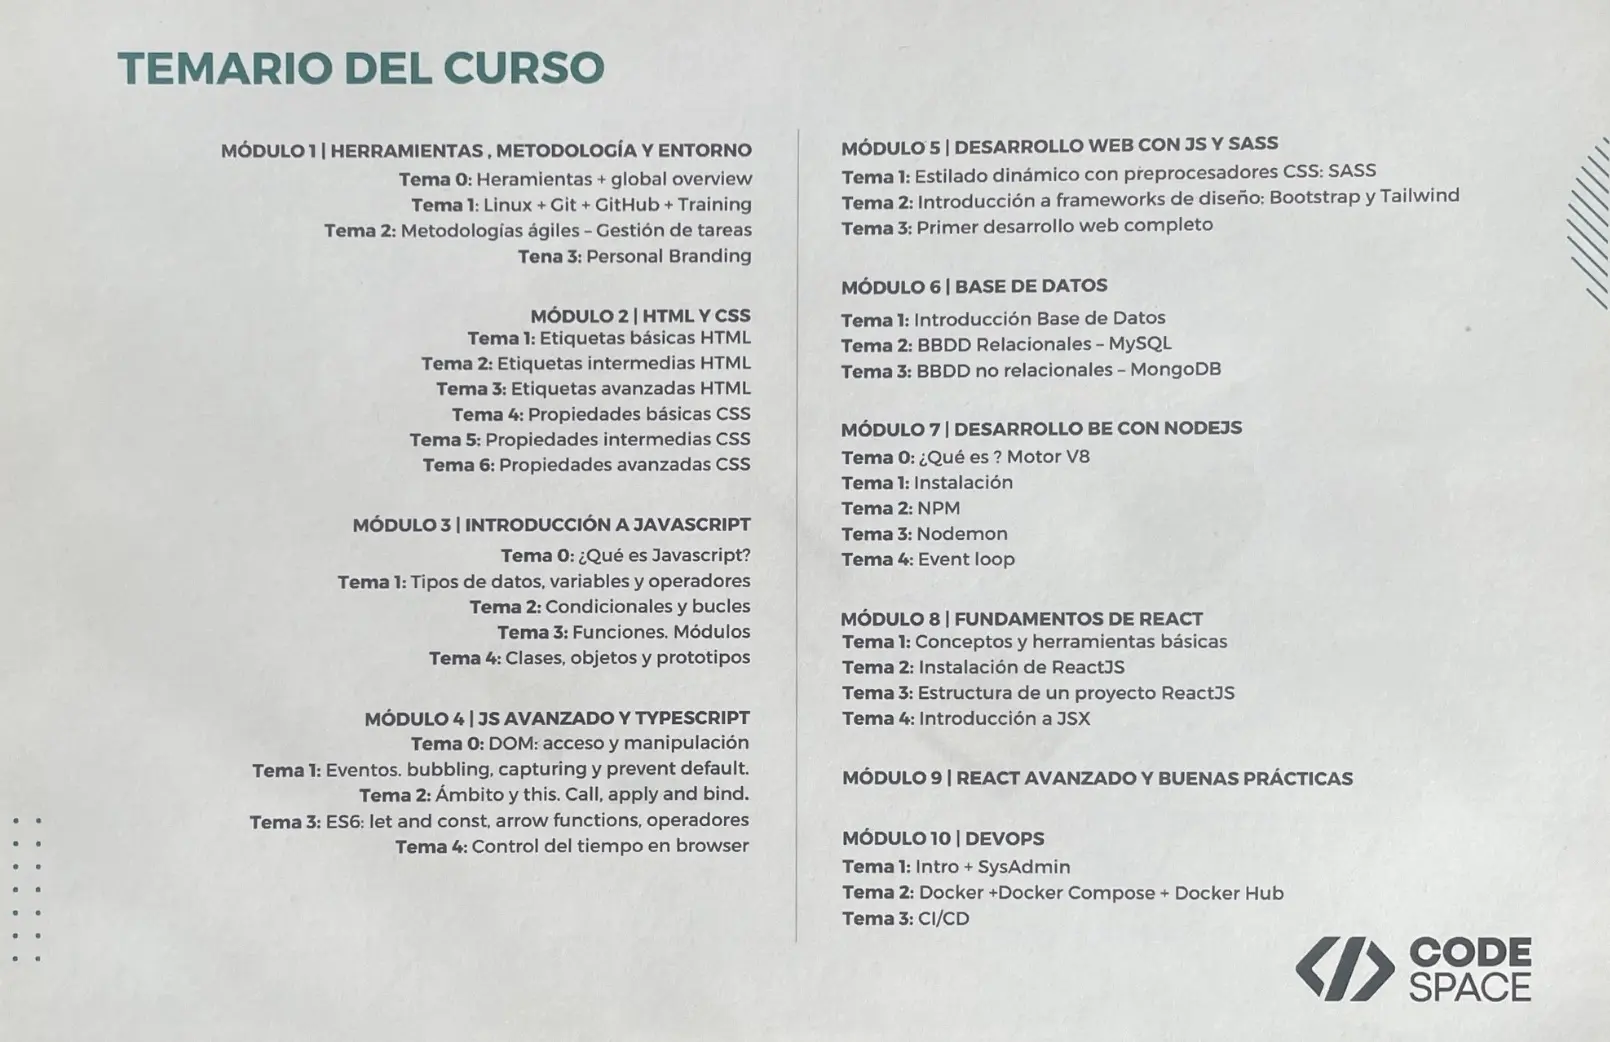 TEMARIO DEL CURSO
MÓDULO 1 | HERRAMIENTAS, METODOLOGÍA Y ENTORNO
Tema 0: Heramientas + global overview
Tema 1: Linux + Git + GitHub + Training
Tema 2: Metodologías ágiles - Gestión de tareas
Tena 3: Personal Branding
MÓDULO 2 | HTML Y CSS
Tema 1: Etiquetas básicas HTML
Tema 2: Etiquetas intermedias HTML
Tema 3: Etiquetas avanzadas HTML
Tema 4: Propiedades básicas CSS
Tema 5: Propiedades intermedias CSS
Tema 6: Propiedades avanzadas CSS
MÓDULO 3 | INTRODUCCIÓN A JAVASCRIPT
Tema 0: ¿Qué es Javascript?
Tema 1: Tipos de datos, variables y operadores
Tema 2: Condicionales y bucles
Tema 3: Funciones. Módulos
Tema 4: Clases, objetos y prototipos
MÓDULO 4 | JS AVANZADO Y TYPESCRIPT
Tema 0: DOM: acceso y manipulación
Tema 1: Eventos. bubbling, capturing y prevent default.
Tema 2: Ámbito y this. Call, apply and bind.
Tema 3: ES6: let and const, arrow functions, operadores
Tema 4: Control del tiempo en browser
MÓDULO 5 | DESARROLLO WEB CON JS Y SASS
Tema 1: Estilado dinámico con preprocesadores CSS: SASS
Tema 2: Introducción a frameworks de diseño: Bootstrap y Tailwind
Tema 3: Primer desarrollo web completo
MÓDULO 6 | BASE DE DATOS
Tema 1: Introducción Base de Datos
Tema 2: BBDD Relacionales - MySQL
Tema 3: BBDD no relacionales - MongoDB
MÓDULO 7 | DESARROLLO BE CON NODEJS
Tema 0: ¿Qué es ? Motor V8
Tema 1: Instalación
Tema 2: NPM
Tema 3: Nodemon
Tema 4: Event loop
MÓDULO 8 | FUNDAMENTOS DE REACT
Tema 1: Conceptos y herramientas básicas
Tema 2: Instalación de ReactJS
Tema 3: Estructura de un proyecto ReactJS
Tema 4: Introducción a JSX
MÓDULO 9 | REACT AVANZADO Y BUENAS PRÁCTICAS
MÓDULO 10 | DEVOPS
Tema 1: Intro + SysAdmin
Tema 2: Docker +Docker Compose + Docker Hub
Tema 3: CI/CD
CODE
SPACE